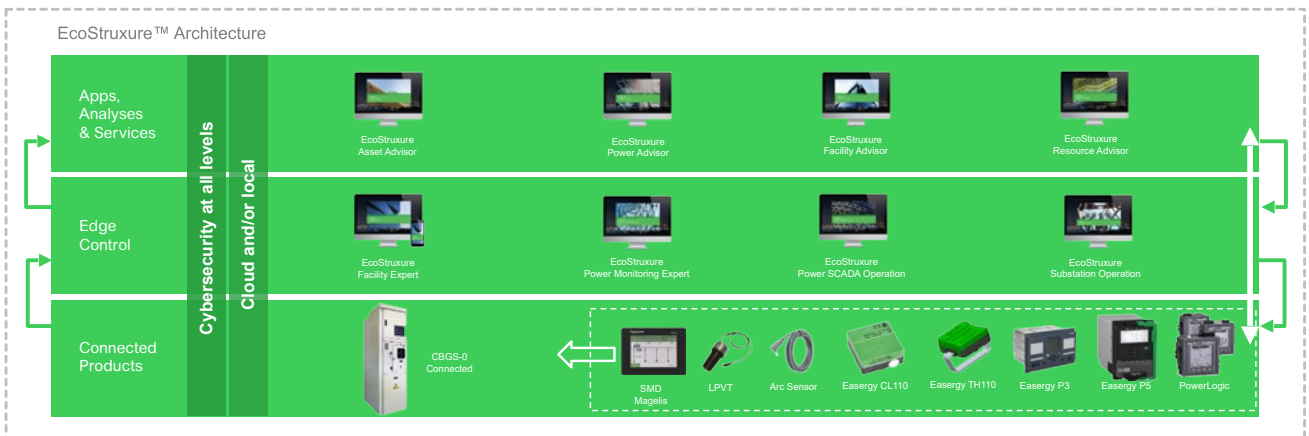 EcoStruxure™ Architecture
Apps,
Analyses
& Services
Cybersecurity at all levels
Cloud and/or local
EcoStruxure
Asset Advisor
EcoStruxure
Power Advisor
EcoStruxure
Facility Advisor
EcoStruxure
Resource Advisor
Edge
Control
EcoStruxure
Facility Expert
EcoStruxure
Power Monitoring Expert
EcoStruxure
Power SCADA Operation
EcoStruxure
Substation Operation
Connected
Products
CBGS-0
Connected
SMD
Magelis
LPVT
Arc Sensor
Easergy CL110
Easergy TH110
Easergy P3
Easergy P5
PowerLogic